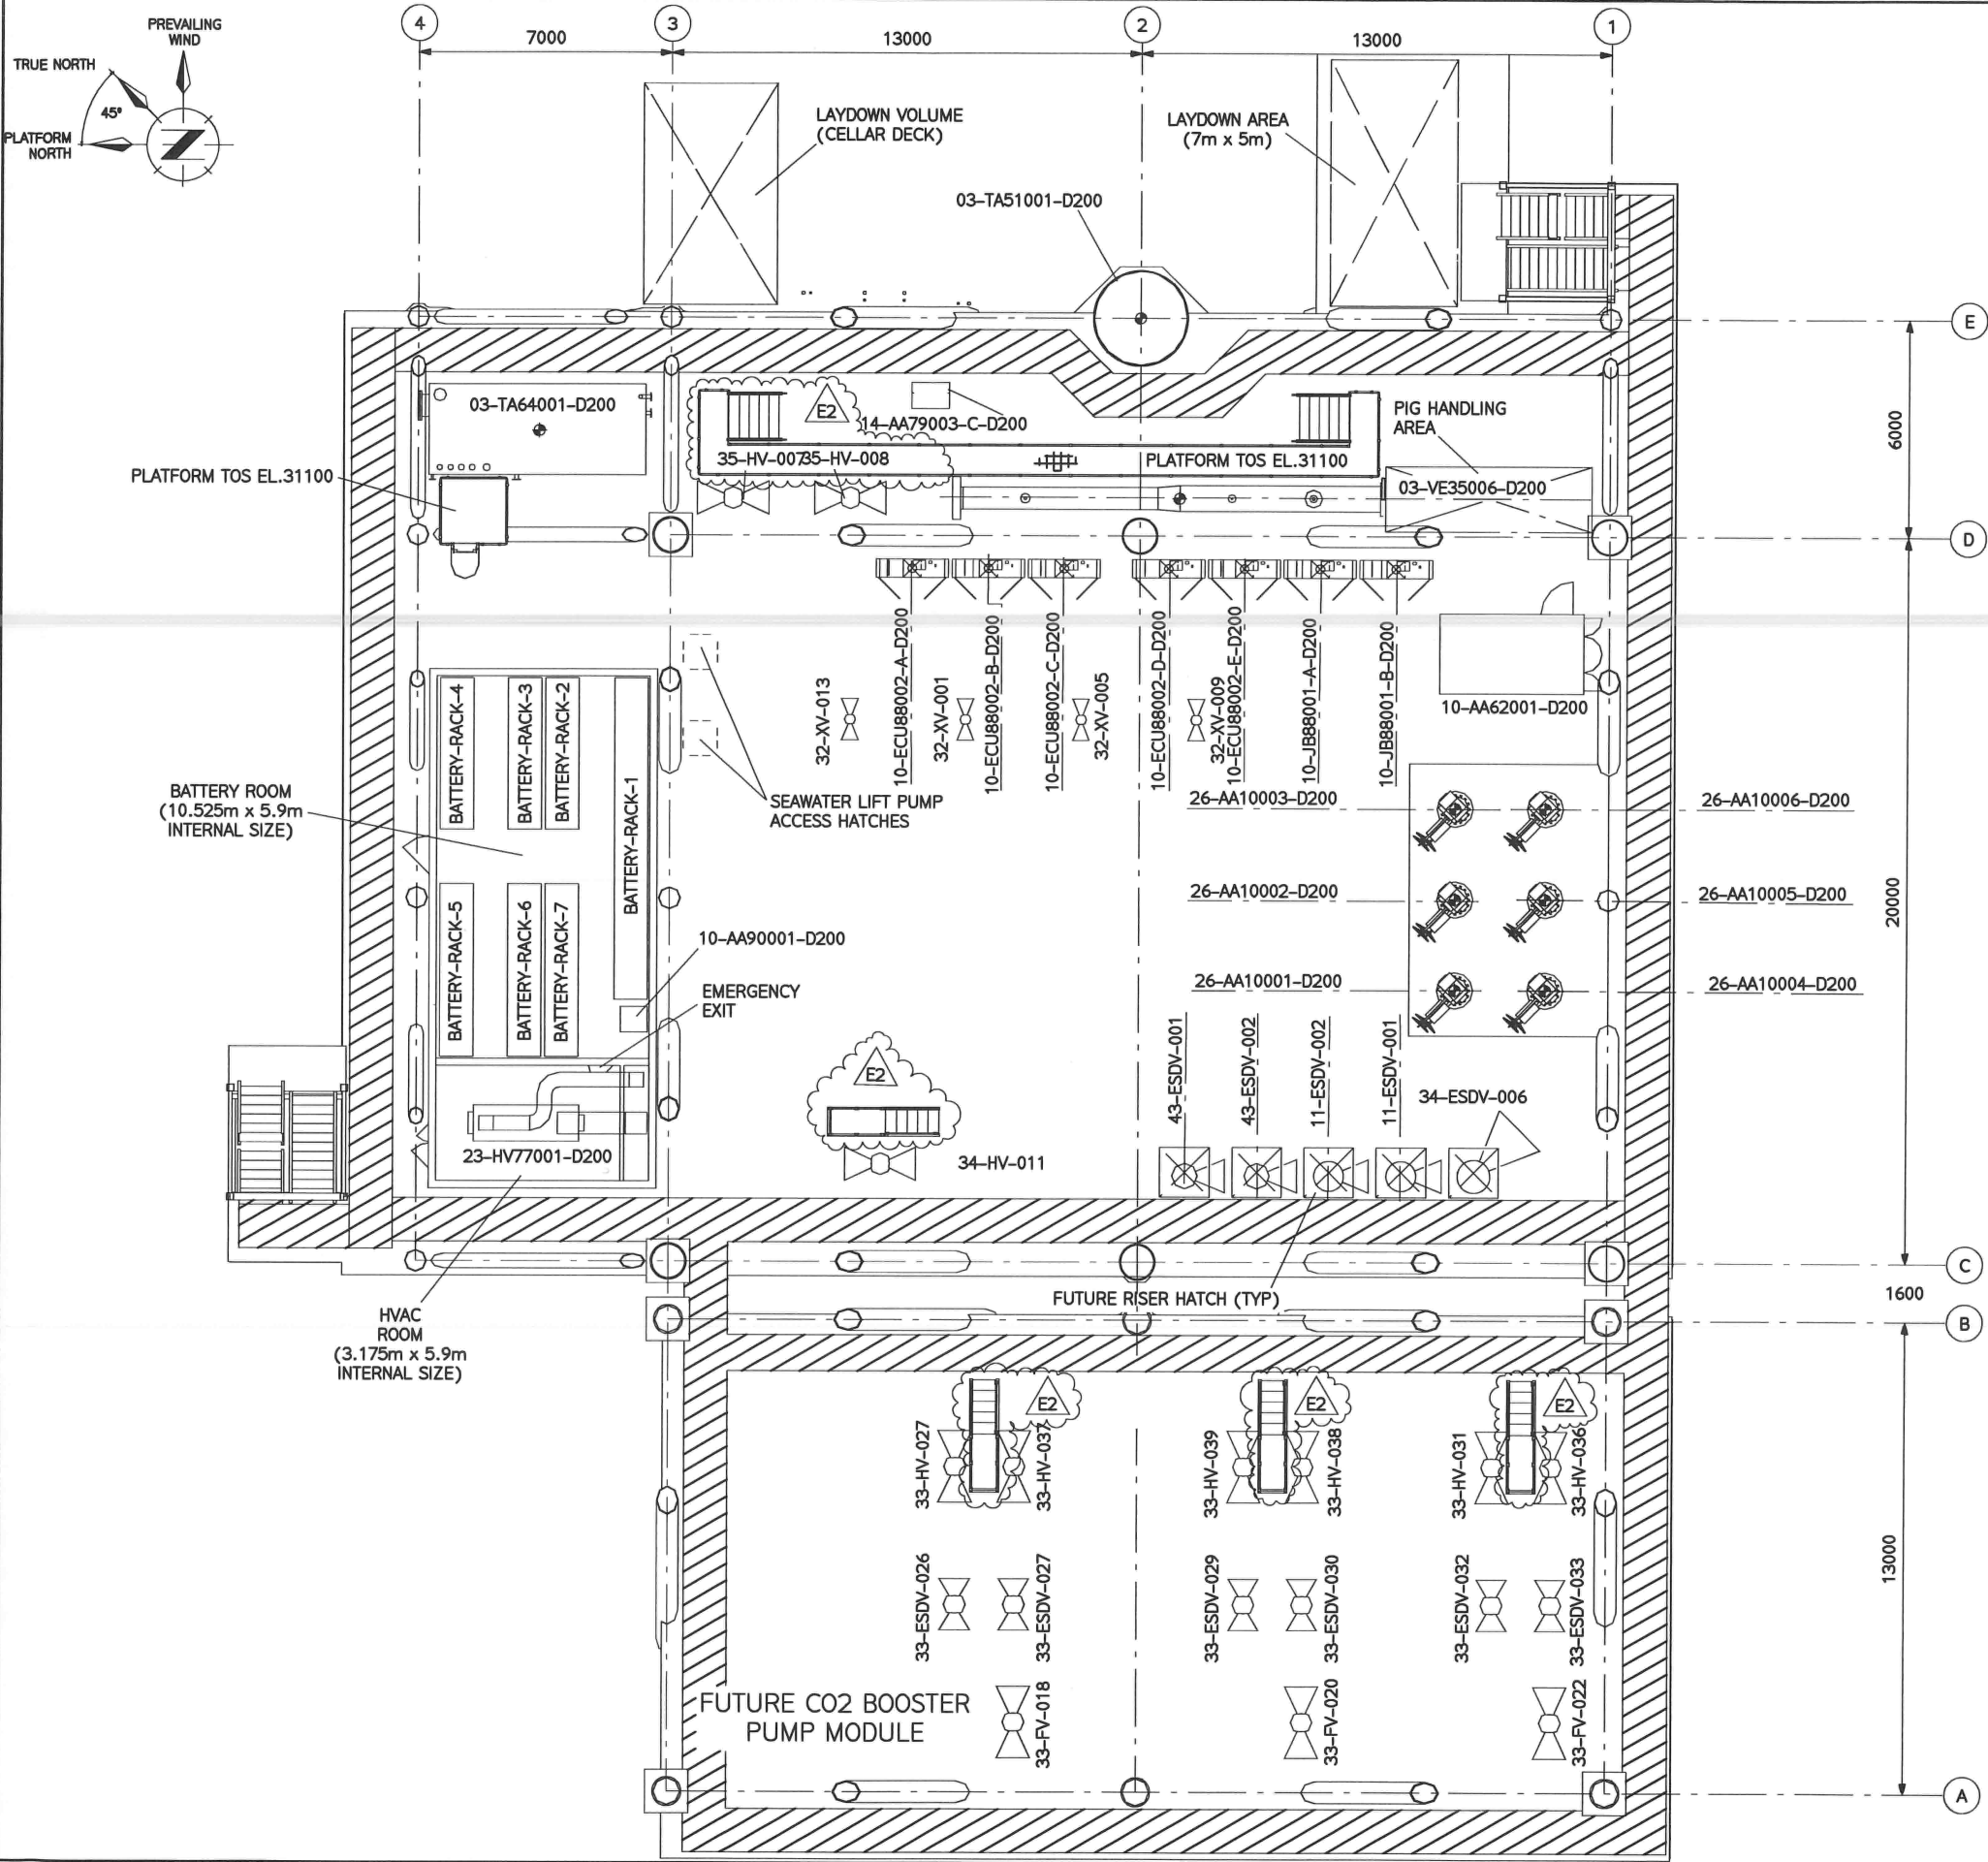 PREVAILING
WIND
TRUE NORTH
45°
PLATFORM
NORTH
4
3
2
1
7000
13000
13000
LAYDOWN VOLUME
(CELLAR DECK)
LAYDOWN AREA
(7m x 5m)
03-TA51001-D200
E
03-TA64001-D200
E2
14-AA79003-C-D200
PIG HANDLING
AREA
6000
35-HV-007
35-HV-008
PLATFORM TOS EL.31100
PLATFORM TOS EL.31100
03-VE35006-D200
D
10-ECU88002-A-D200
10-ECU88002-B-D200
10-ECU88002-C-D200
10-ECU88002-D-D200
10-ECU88002-E-D200
10-JB88001-A-D200
10-JB88001-B-D200
32-XV-013
32-XV-001
32-XV-005
32-XV-009
10-AA62001-D200
BATTERY-RACK-4
BATTERY-RACK-3
BATTERY-RACK-2
BATTERY-RACK-1
BATTERY ROOM
(10.525m x 5.9m
INTERNAL SIZE)
SEAWATER LIFT PUMP
ACCESS HATCHES
26-AA10003-D200
26-AA10006-D200
26-AA10002-D200
26-AA10005-D200
20000
BATTERY-RACK-5
BATTERY-RACK-6
BATTERY-RACK-7
10-AA90001-D200
EMERGENCY
EXIT
26-AA10001-D200
26-AA10004-D200
43-ESDV-001
43-ESDV-002
11-ESDV-002
11-ESDV-001
34-ESDV-006
E2
23-HV77001-D200
34-HV-011
C
FUTURE RISER HATCH (TYP)
1600
B
HVAC
ROOM
(3.175m x 5.9m
INTERNAL SIZE)
E2
E2
E2
33-HV-027
33-HV-037
33-HV-039
33-HV-038
33-HV-031
33-HV-036
33-ESDV-026
33-ESDV-027
33-ESDV-029
33-ESDV-030
33-ESDV-032
33-ESDV-033
13000
FUTURE CO2 BOOSTER
PUMP MODULE
33-FV-018
33-FV-020
33-FV-022
A